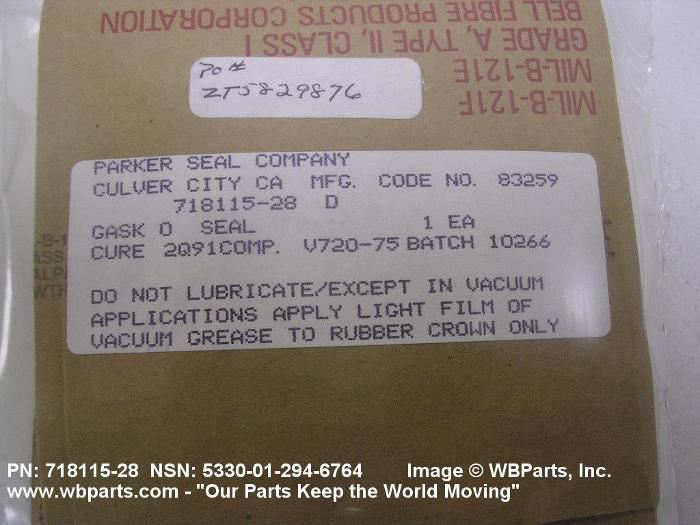 BELL FIBRE PRODUCTS CORPORATION
GRADE A, TYPE II, CLASS I
MIL-B-121E
MIL-B-121F
PO #
ZT5829876
PARKER SEAL COMPANY
CULVER CITY CA MFG. CODE NO. 83259
718115-28 D
GASK O SEAL 1 EA
CURE 2Q91COMP. V720-75 BATCH 10266
DO NOT LUBRICATE/EXCEPT IN VACUUM
APPLICATIONS APPLY LIGHT FILM OF
VACUUM GREASE TO RUBBER CROWN ONLY
PN: 718115-28 NSN: 5330-01-294-6764 Image © WBParts, Inc.
www.wbparts.com - "Our Parts Keep the World Moving"